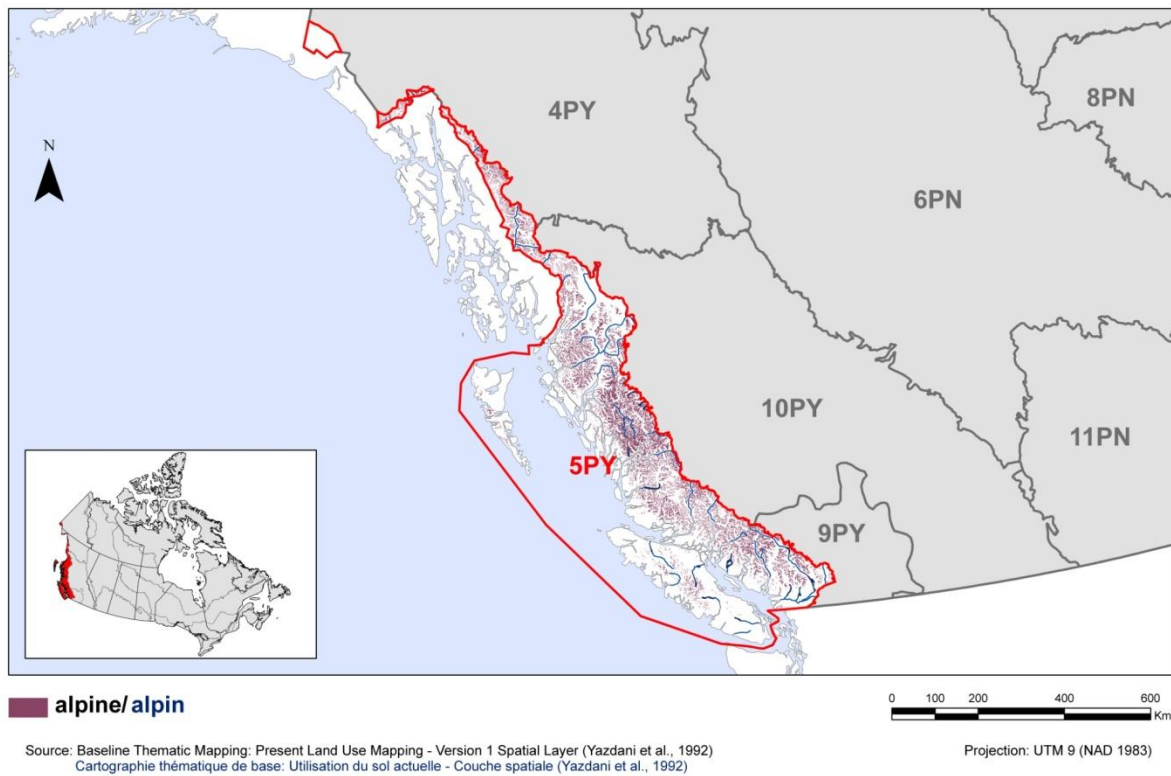 N
4PY
8PN
6PN
10PY
11PN
5PY
9PY
alpine/ alpin
0 100 200 400 600
Km
Source: Baseline Thematic Mapping: Present Land Use Mapping - Version 1 Spatial Layer (Yazdani et al., 1992)
Projection: UTM 9 (NAD 1983)
Cartographie thématique de base: Utilisation du sol actuelle - Couche spatiale (Yazdani et al., 1992)